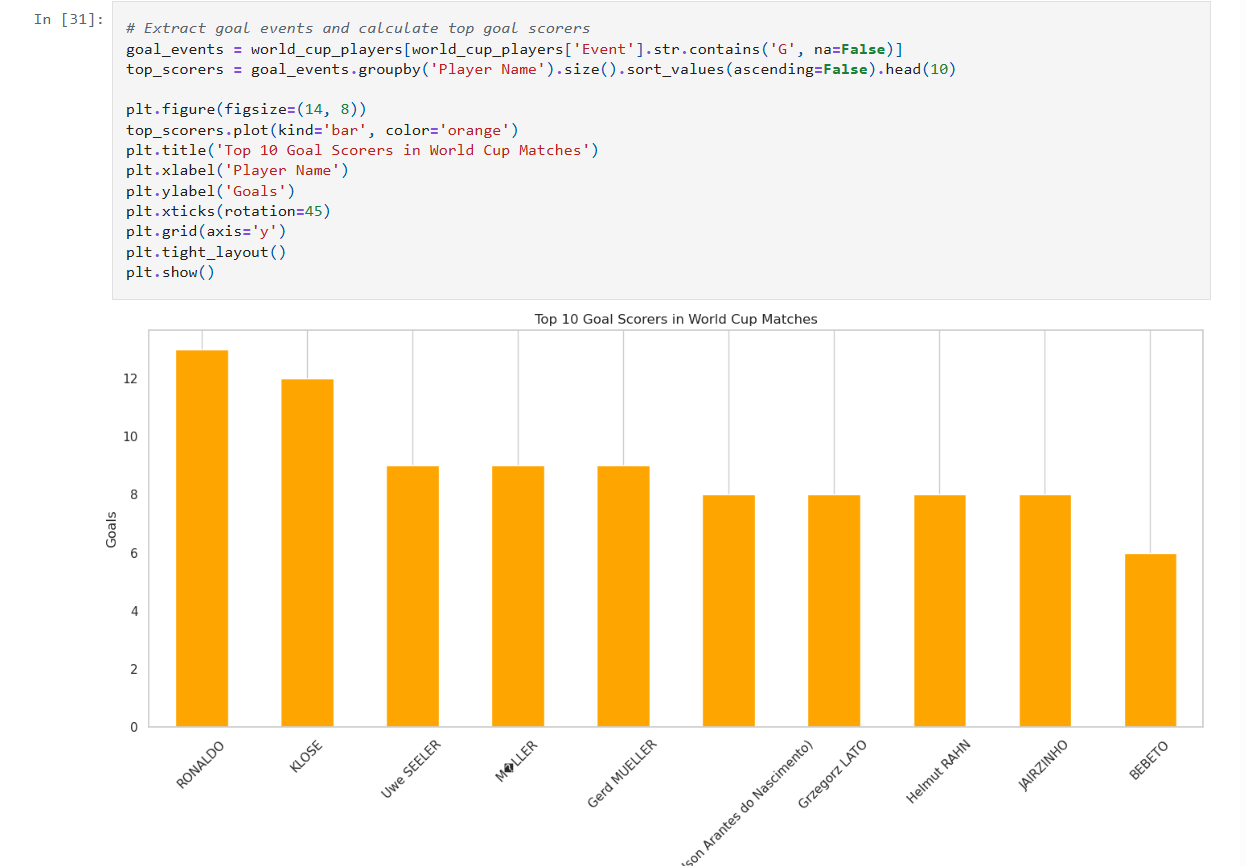 In [31]:
# Extract goal events and calculate top goal scorers
goal_events = world_cup_players[world_cup_players['Event'].str.contains('G', na=False)]
top_scorers = goal_events.groupby('Player Name').size().sort_values(ascending=False).head(10)
plt.figure(figsize=(14, 8))
top_scorers.plot(kind='bar', color='orange')
plt.title('Top 10 Goal Scorers in World Cup Matches')
plt.xlabel('Player Name')
plt.ylabel('Goals')
plt.xticks(rotation=45)
plt.grid(axis='y')
plt.tight_layout()
plt.show()
Top 10 Goal Scorers in World Cup Matches
Goals
12
10
8
6
4
2
0
RONALDO
KLOSE
Uwe SEELER
M�LLER
Gerd MUELLER
lson Arantes do Nascimento)
Grzegorz LATO
Helmut RAHN
JAIRZINHO
BEBETO